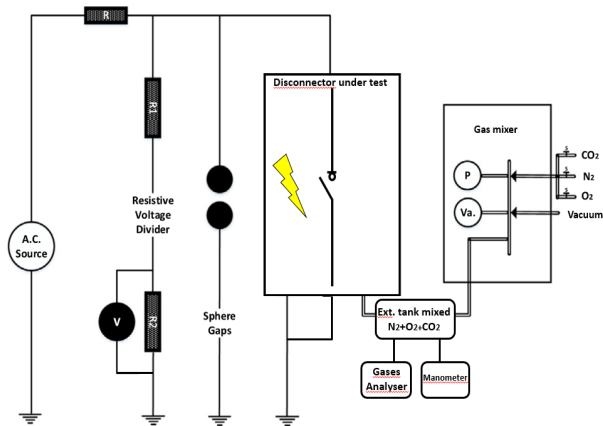 R
Disconnector under test
R1
Gas mixer
P
CO2
N2
O2
Va.
Vacuum
S
S
S
Resistive
Voltage
Divider
A.C.
Source
V
R2
Sphere
Gaps
Ext. tank mixed
N2+O2+CO2
Gases
Analyser
Manometer